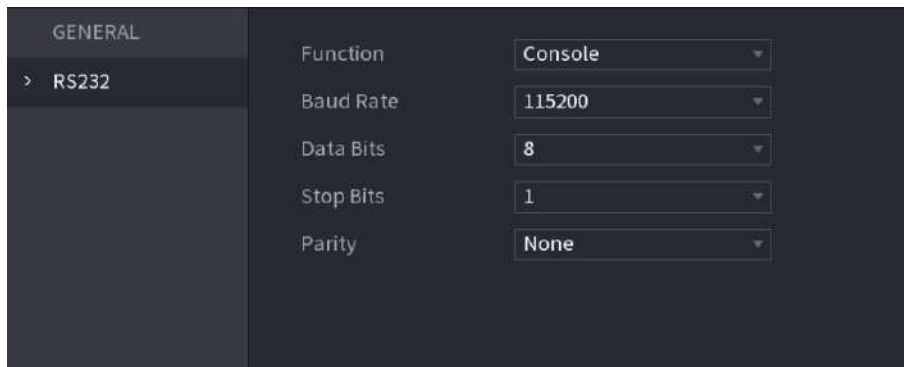 GENERAL
> RS232
Function Console
Baud Rate 115200
Data Bits 8
Stop Bits 1
Parity None